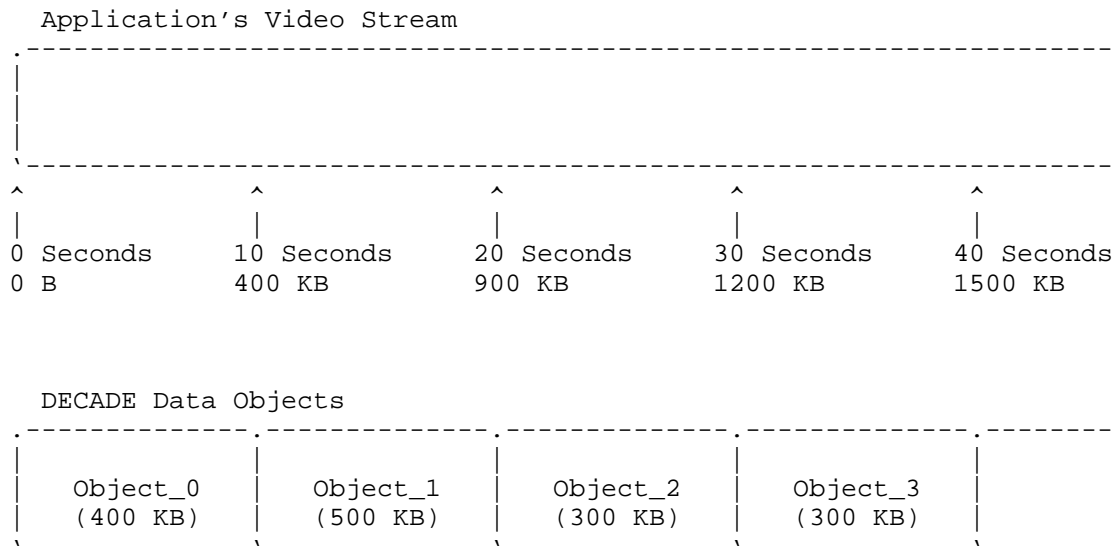 Application's Video Stream
0 Seconds 10 Seconds 20 Seconds 30 Seconds 40 Seconds
0 B 400 KB 900 KB 1200 KB 1500 KB
DECADE Data Objects
Object_0 Object_1 Object_2 Object_3
(400 KB) (500 KB) (300 KB) (300 KB)